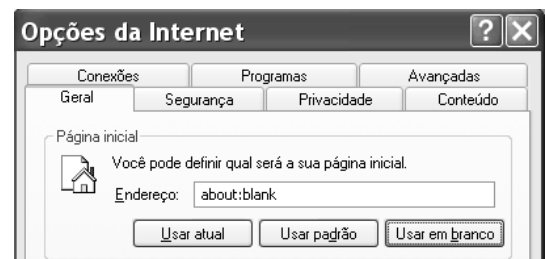 Opções da Internet
Conexões Programas Avançadas
Geral Segurança Privacidade Conteúdo
Página inicial
Você pode definir qual será a sua página inicial.
Endereço: about:blank
Usar atual Usar padrão Usar em branco